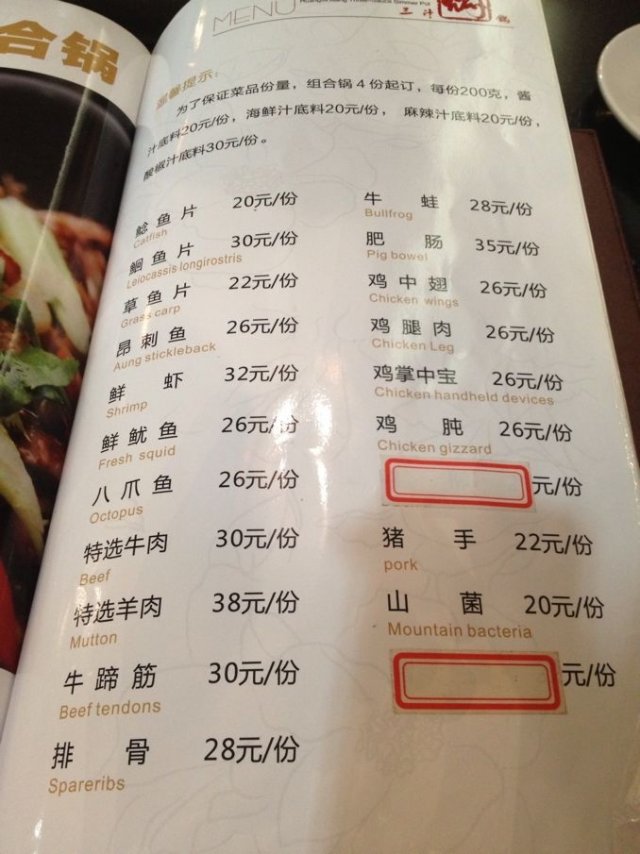 合锅
MENU
Huangjihuang Three Sauce Simmer Pot
三汁 锅
温馨提示：
为了保证菜品份量，组合锅4份起订，每份200克，酱
汁底料20元/份，海鲜汁底料20元/份， 麻辣汁底料20元/份，
酸椒汁底料30元/份。
鲶鱼片 20元/份
Catfish
鮰鱼片 30元/份
Leiocassis longirostris
草鱼片 22元/份
Grass carp
昂刺鱼 26元/份
Aung stickleback
鲜虾 32元/份
Shrimp
鲜鱿鱼 26元/份
Fresh squid
八爪鱼 26元/份
Octopus
特选牛肉 30元/份
Beef
特选羊肉 38元/份
Mutton
牛蹄筋 30元/份
Beef tendons
排骨 28元/份
Spareribs
牛蛙 28元/份
Bullfrog
肥肠 35元/份
Pig bowel
鸡中翅 26元/份
Chicken wings
鸡腿肉 26元/份
Chicken Leg
鸡掌中宝 26元/份
Chicken handheld devices
鸡肫 26元/份
Chicken gizzard
元/份
猪手 22元/份
pork
山菌 20元/份
Mountain bacteria
元/份